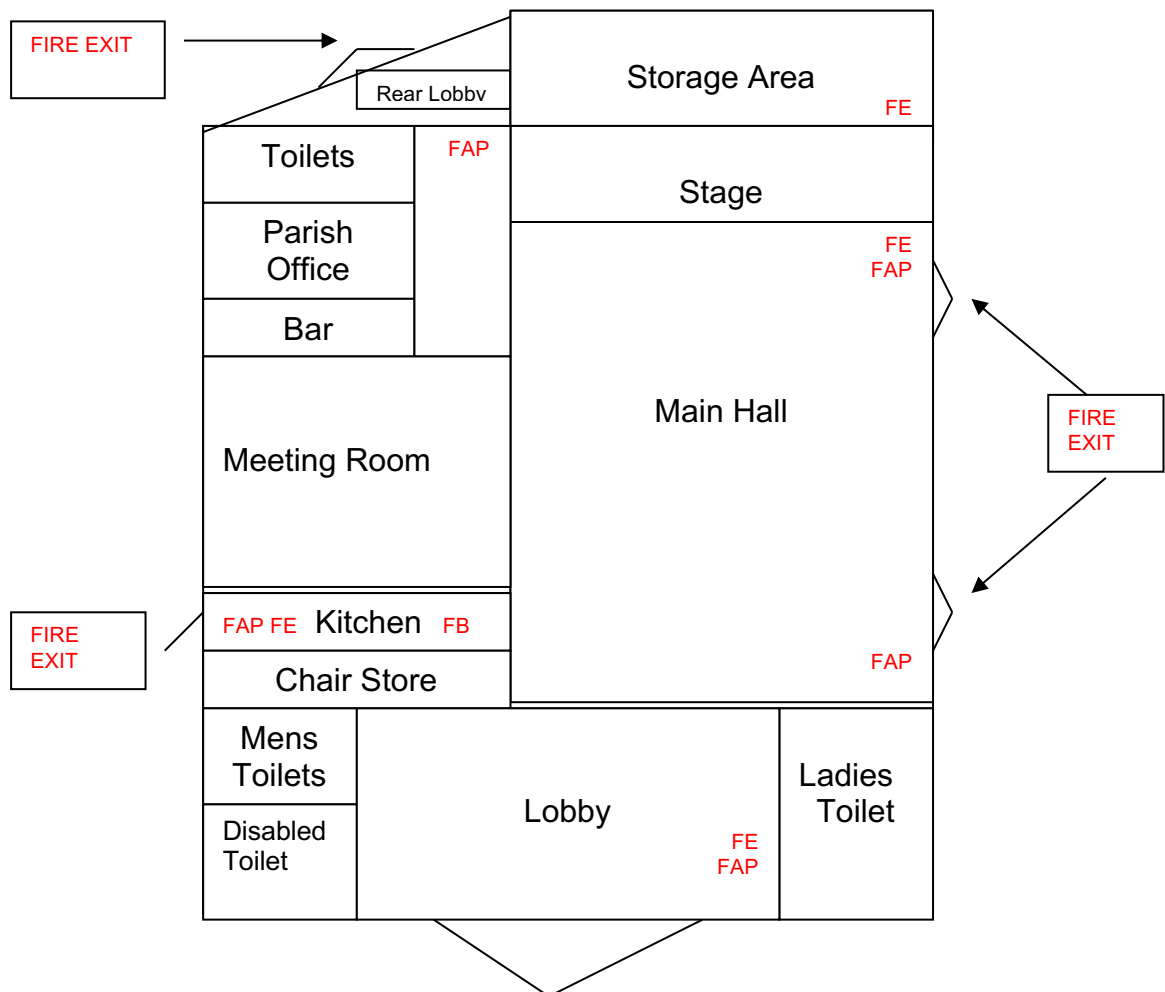 FIRE EXIT
Storage Area
Rear Lobby
FE
Toilets
FAP
Stage
Parish
Office
FE
FAP
Bar
Main Hall
FIRE
EXIT
Meeting Room
FAP FE Kitchen FB
FIRE
EXIT
FAP
Chair Store
Mens
Toilets
Ladies
Toilet
Lobby
Disabled
Toilet
FE
FAP